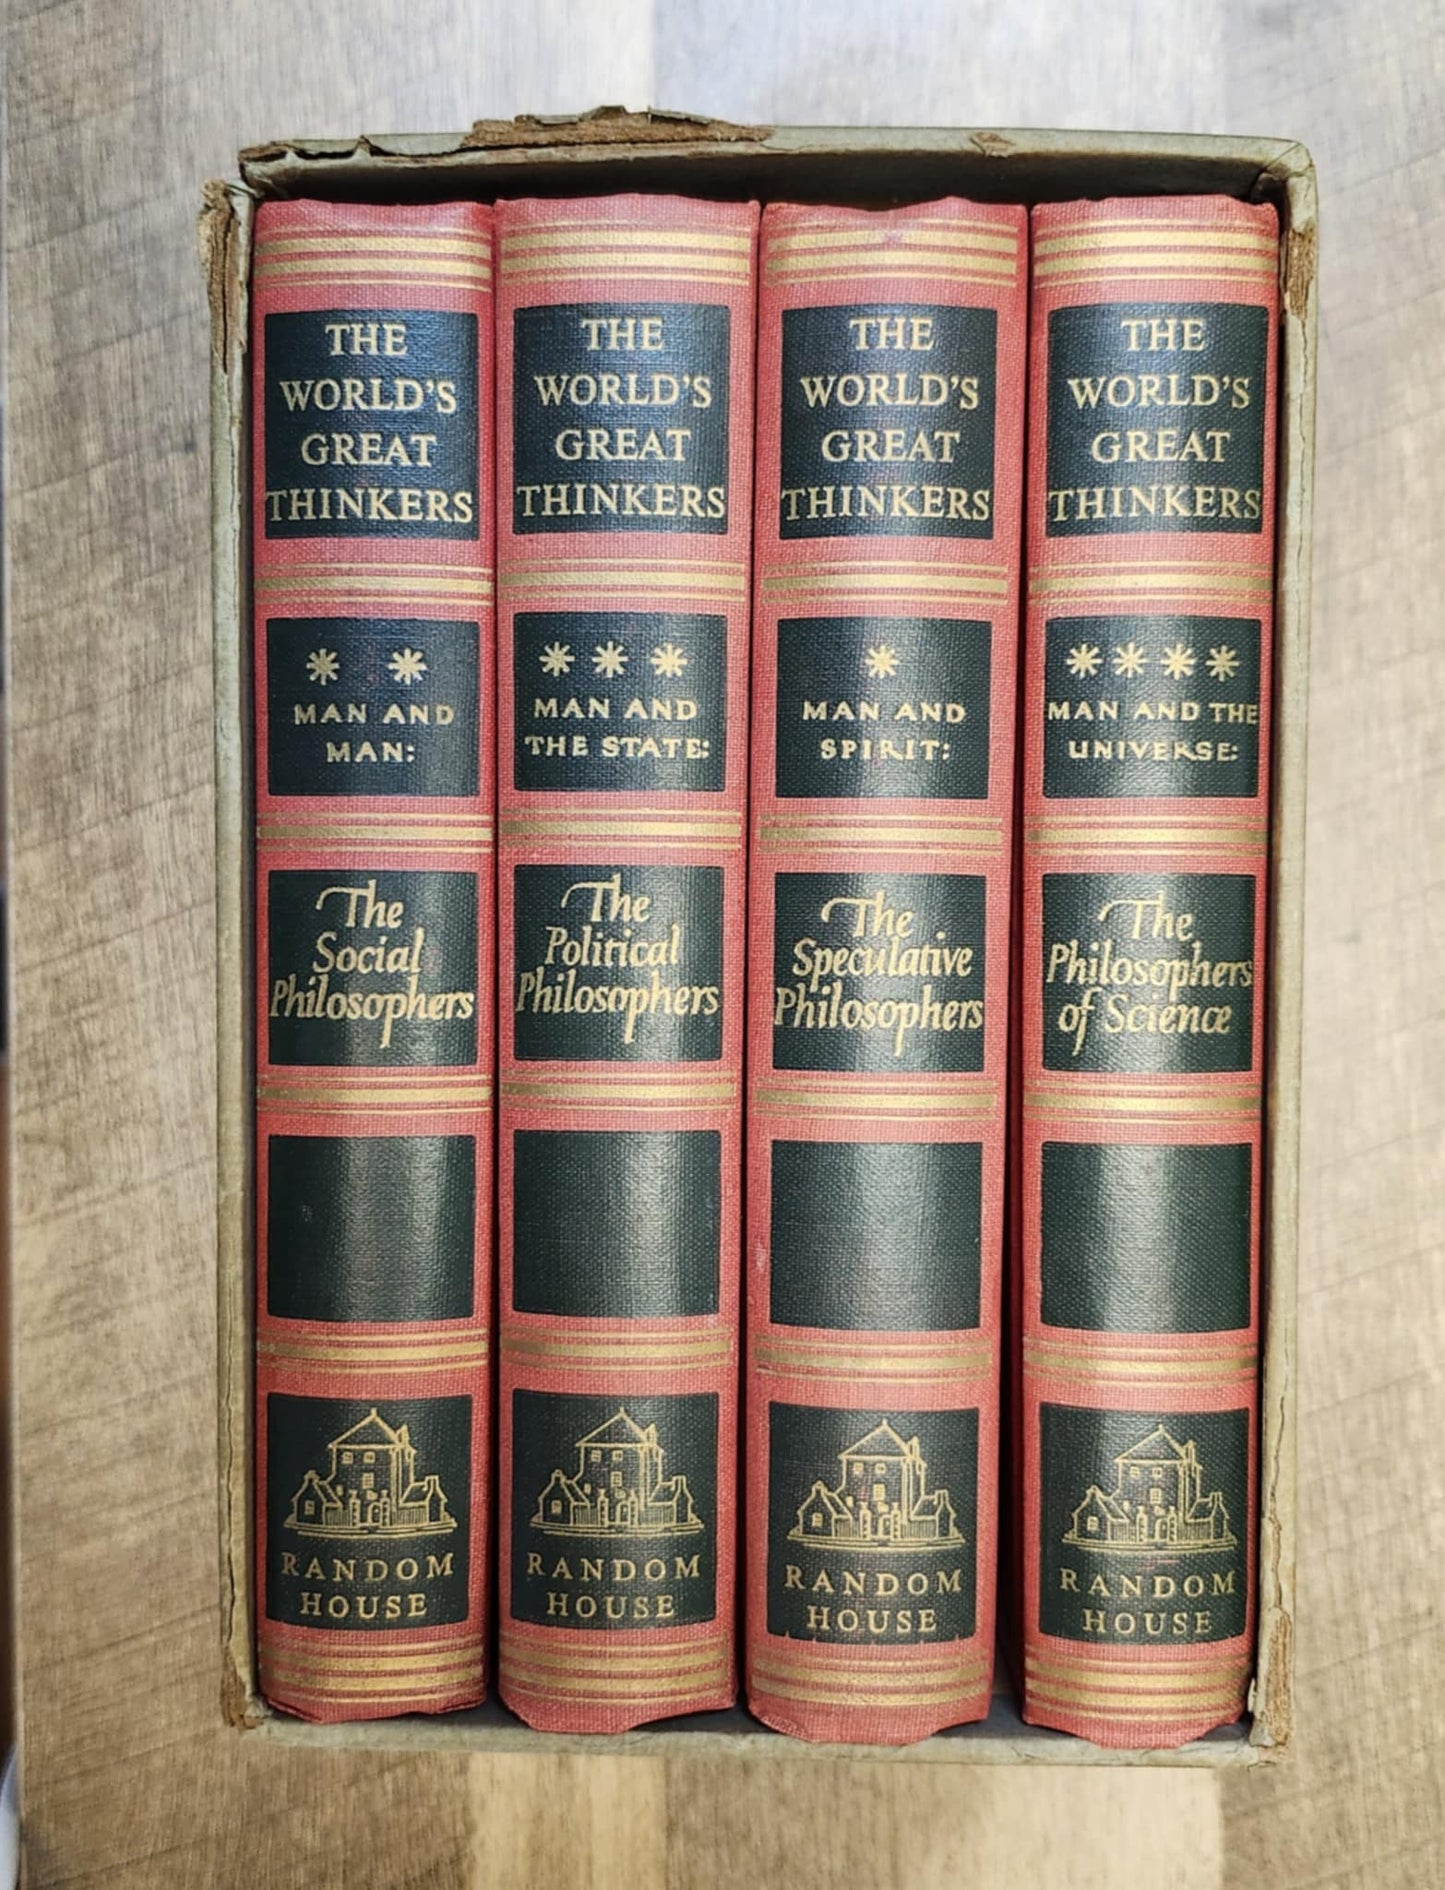 THE
WORLD'S
GREAT
THINKERS
* *
MAN AND
MAN:
The
Social
Philosophers
RANDOM
HOUSE
THE
WORLD'S
GREAT
THINKERS
* * *
MAN AND
THE STATE:
The
Political
Philosophers
RANDOM
HOUSE
THE
WORLD'S
GREAT
THINKERS
*
MAN AND
SPIRIT:
The
Speculative
Philosophers
RANDOM
HOUSE
THE
WORLD'S
GREAT
THINKERS
* * * *
MAN AND THE
UNIVERSE:
The
Philosophers
of Science
RANDOM
HOUSE